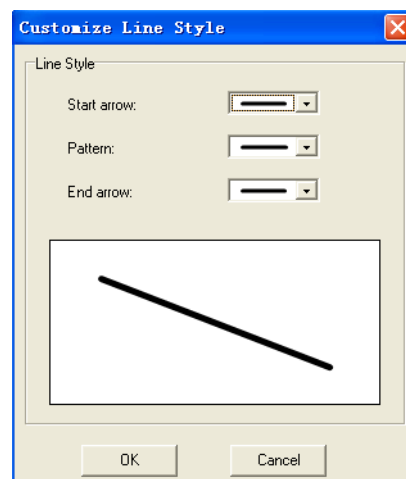 Customize Line Style
Line Style
Start arrow:
Pattern:
End arrow:
OK
Cancel